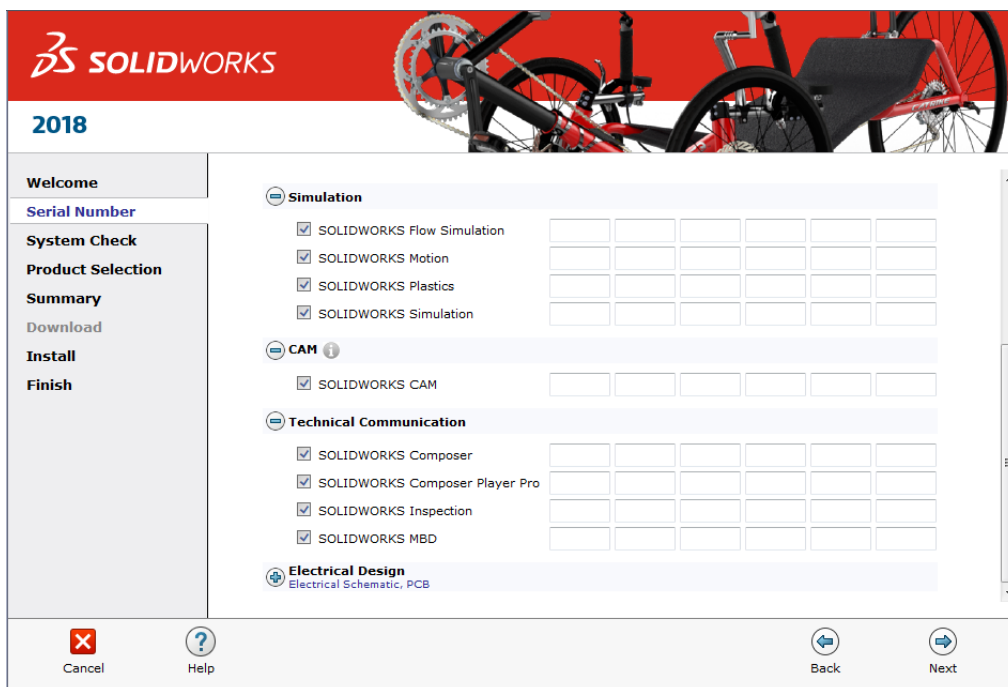 SOLIDWORKS
2018
Welcome
Serial Number
System Check
Product Selection
Summary
Download
Install
Finish
Simulation
SOLIDWORKS Flow Simulation
SOLIDWORKS Motion
SOLIDWORKS Plastics
SOLIDWORKS Simulation
CAM
SOLIDWORKS CAM
Technical Communication
SOLIDWORKS Composer
SOLIDWORKS Composer Player Pro
SOLIDWORKS Inspection
SOLIDWORKS MBD
Electrical Design
Electrical Schematic, PCB
Cancel
Help
Back
Next